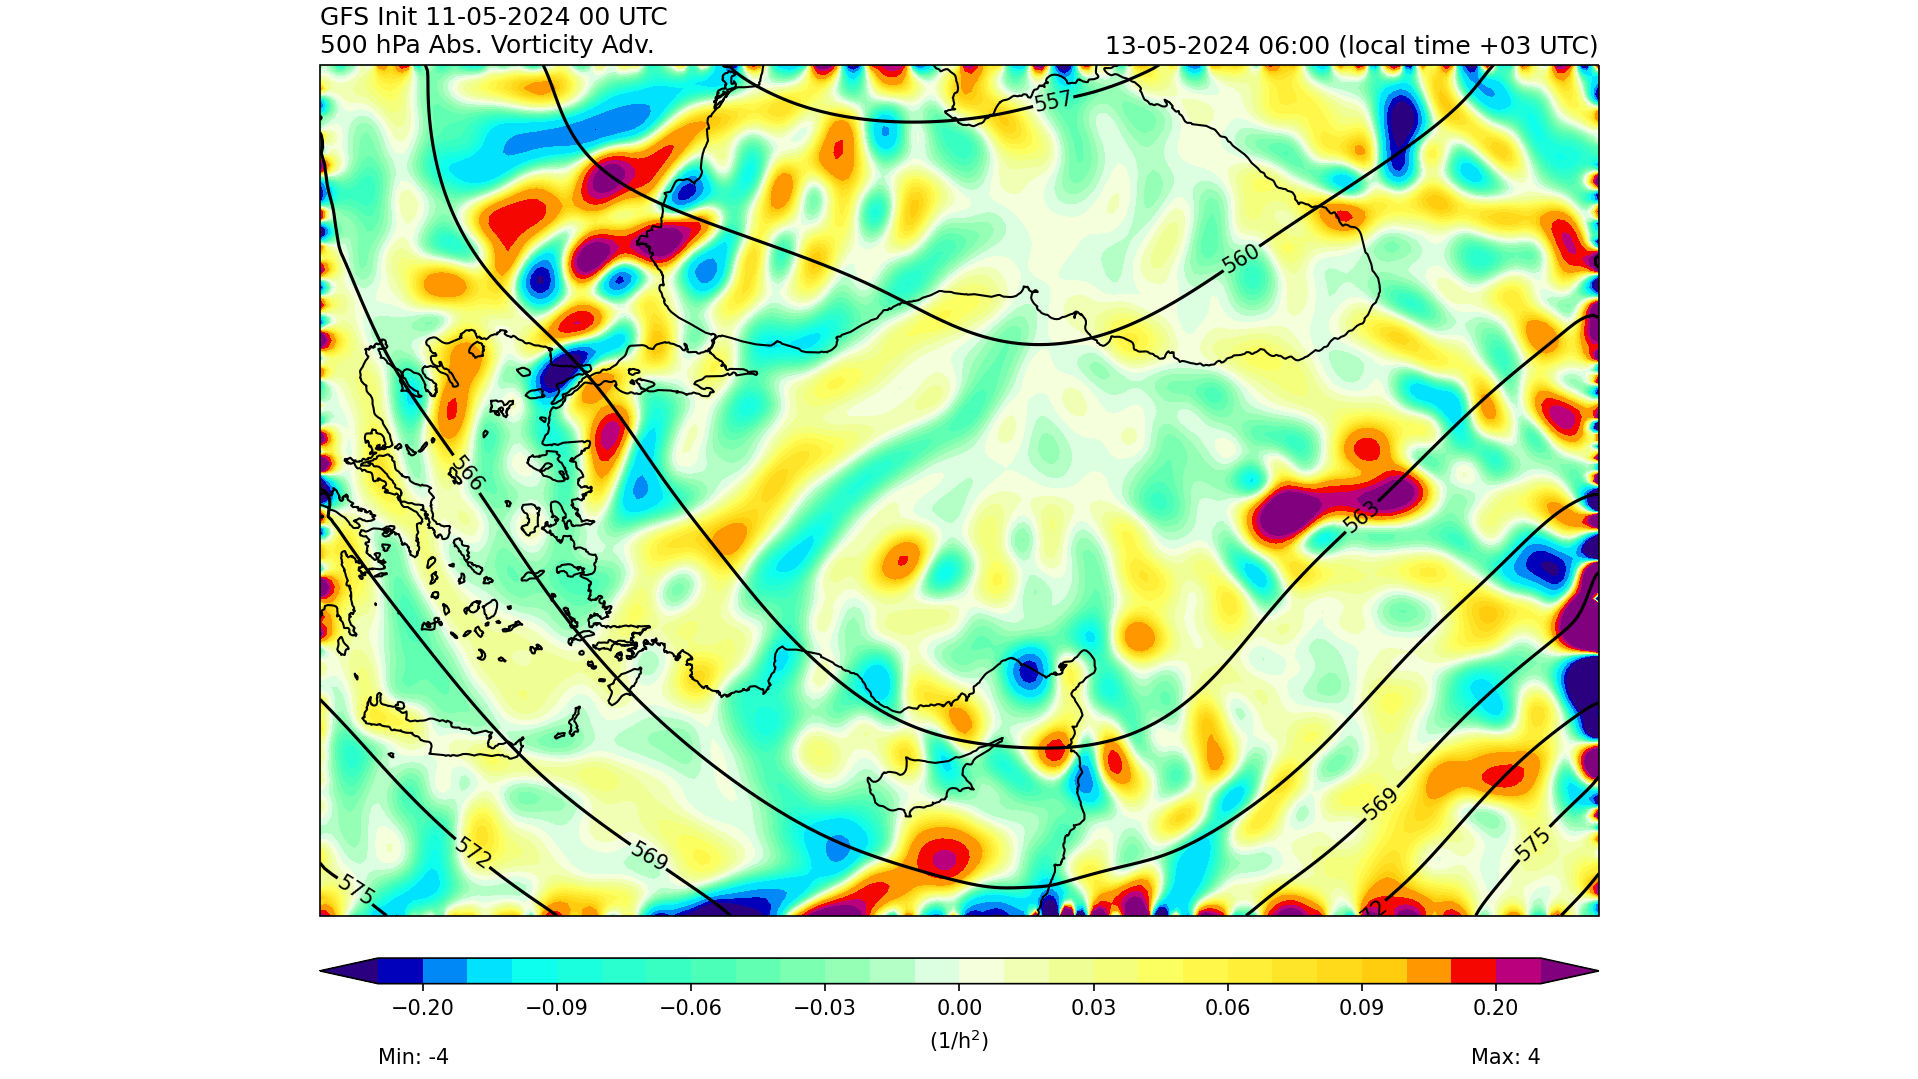 GFS Init 11-05-2024 00 UTC
500 hPa Abs. Vorticity Adv.
13-05-2024 06:00 (local time +03 UTC)
557
560
566
563
569
575
572
569
575
72
−0.20 −0.09 −0.06 −0.03 0.00 0.03 0.06 0.09 0.20
(1/h²)
Min: -4
Max: 4